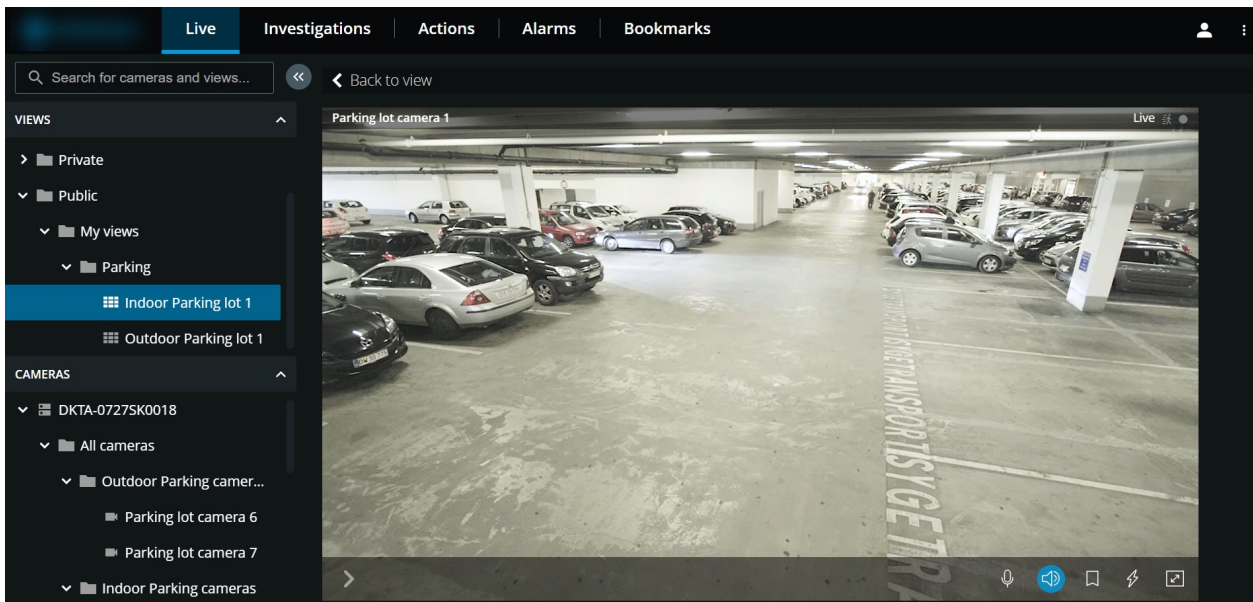 Live
Investigations
Actions
Alarms
Bookmarks
Search for cameras and views...
Back to view
VIEWS
Private
Public
My views
Parking
Indoor Parking lot 1
Outdoor Parking lot 1
CAMERAS
DKTA-0727SK0018
All cameras
Outdoor Parking camer...
Parking lot camera 6
Parking lot camera 7
Indoor Parking cameras
Parking lot camera 1
Live
SYGETRANSPORT